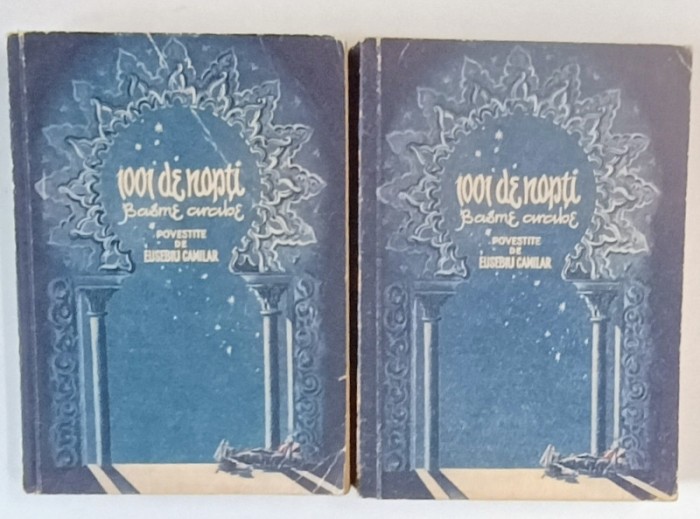 1001 de nopți
Basme arabe
POVESTITE
DE
EUSEBIU CAMILAR
1001 de nopți
Basme arabe
POVESTITE
DE
EUSEBIU CAMILAR